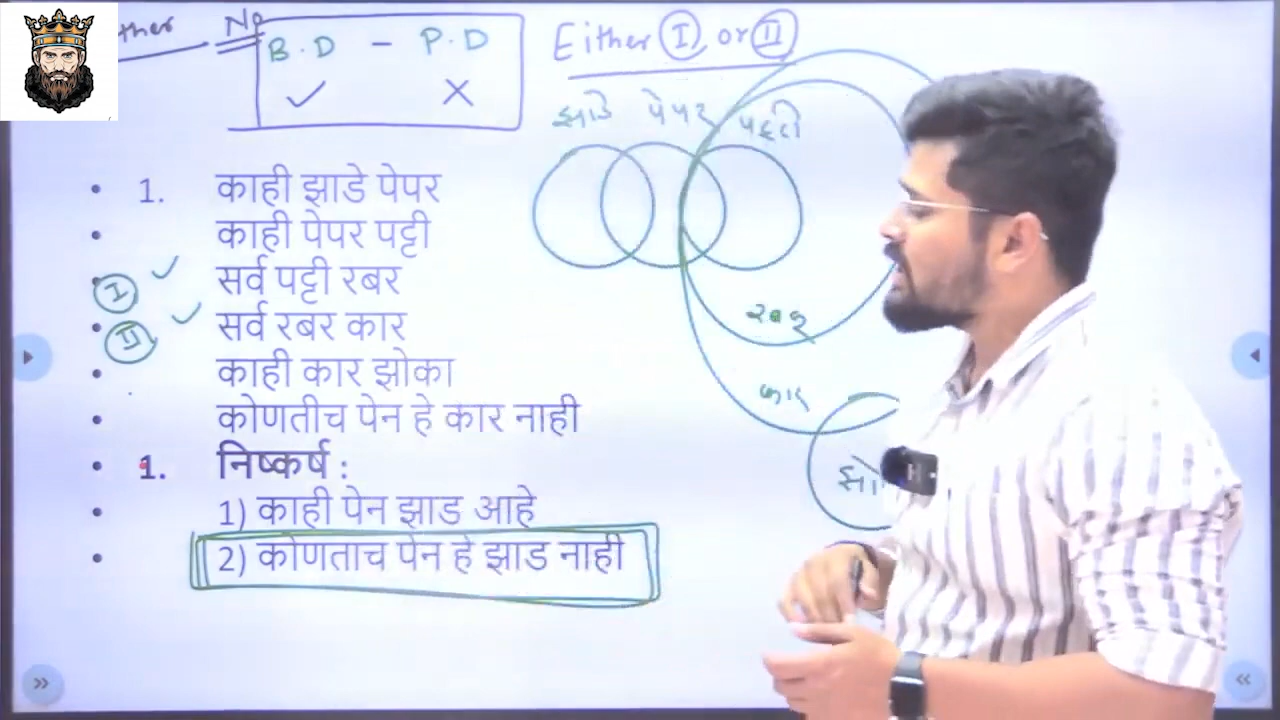 No
B.D - P.D
Either I or II
झाडे पेपर पट्टी
1. काही झाडे पेपर
काही पेपर पट्टी
I सर्व पट्टी रबर
II सर्व रबर कार
काही कार झोका
कोणतीच पेन हे कार नाही
1. निष्कर्ष :
1) काही पेन झाड आहे
2) कोणताच पेन हे झाड नाही
रबर
कार